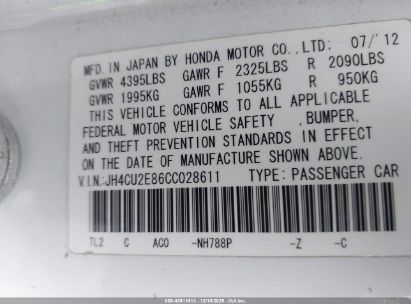 MFD. IN JAPAN BY HONDA MOTOR CO., LTD: 07/'12
GVWR 4395LBS GAWR F 2325LBS R 2090LBS
GVWR 1995KG GAWR F 1055KG R 950KG
THIS VEHICLE CONFORMS TO ALL APPLICABLE
FEDERAL MOTOR VEHICLE SAFETY ,BUMPER,
AND THEFT PREVENTION STANDARDS IN EFFECT
ON THE DATE OF MANUFACTURE SHOWN ABOVE.
V.I.N: JH4CU2E86CC028611 TYPE: PASSENGER CAR
TL2 C AC0 -NH788P -Z -C